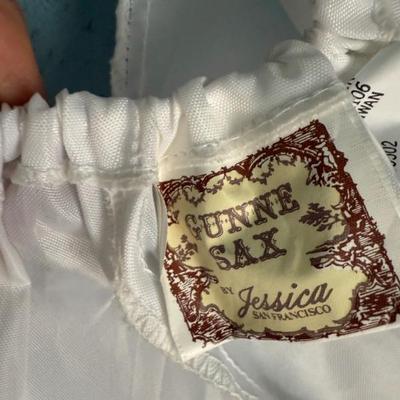 GUNNE
SAX
BY Jessica
SAN FRANCISCO